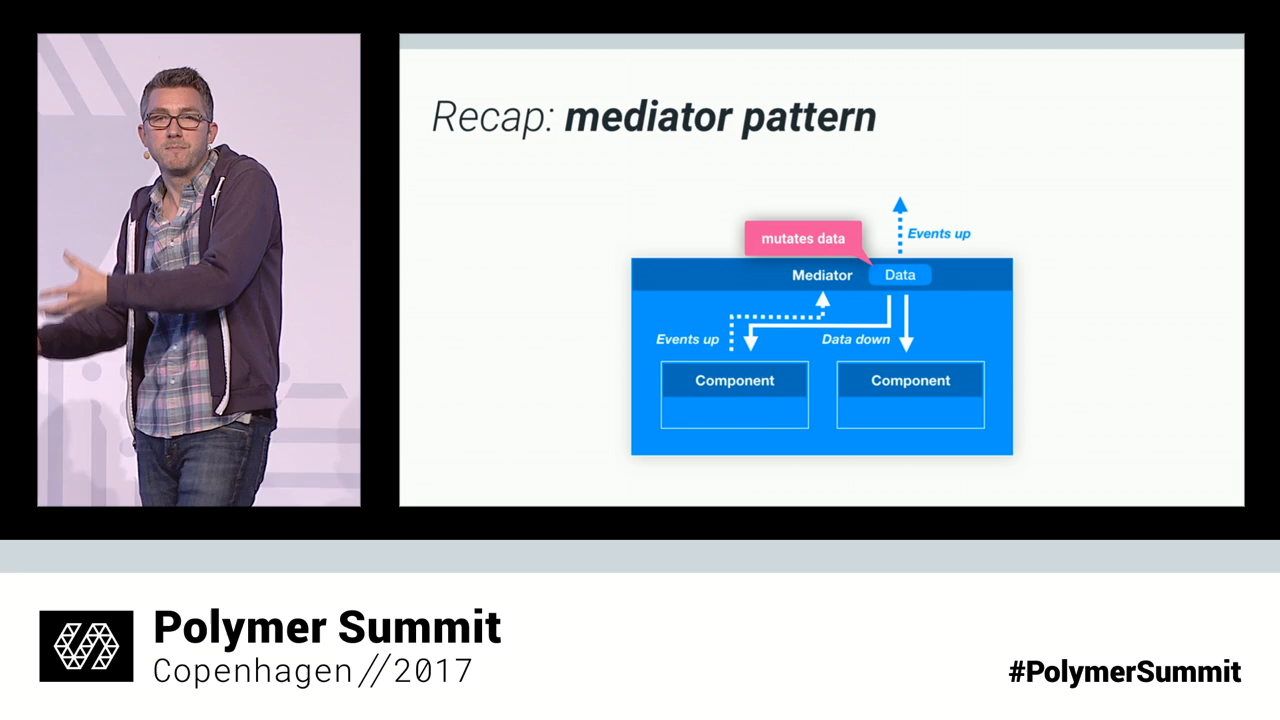 Recap: mediator pattern
mutates data
Events up
Mediator
Data
Events up
Data down
Component
Component
Polymer Summit
Copenhagen//2017
#PolymerSummit